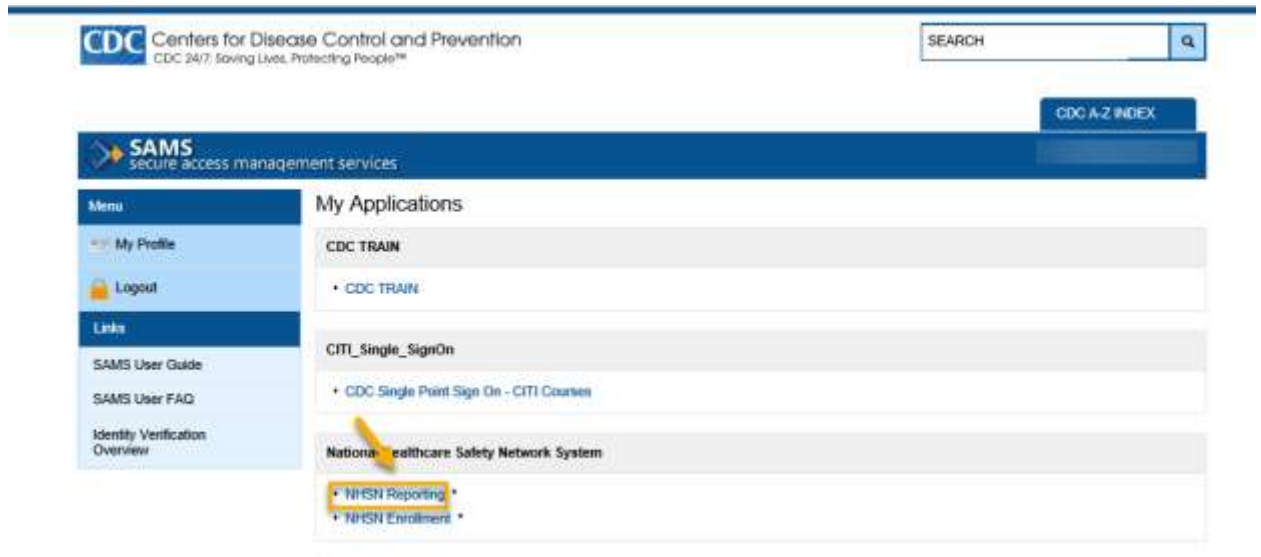 CDC Centers for Disease Control and Prevention
CDC 24/7: Saving Lives, Protecting People™
SEARCH
CDC A-Z INDEX
SAMS
secure access management services
Menu
My Profile
Logout
Links
SAMS User Guide
SAMS User FAQ
Identity Verification
Overview
My Applications
CDC TRAIN
• CDC TRAIN
CITI_Single_SignOn
• CDC Single Point Sign On - CITI Courses
National Healthcare Safety Network System
• NHSN Reporting *
• NHSN Enrollment *